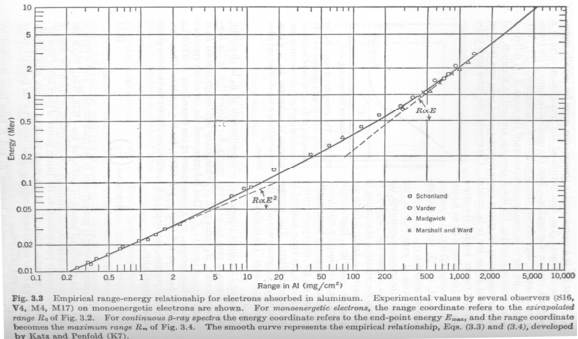 10
5
2
1
0.5
0.2
0.1
0.05
0.02
0.01
Energy (Mev)
R∝E
R∝E²
Schonland
Varder
Madgwick
Marshall and Ward
0.1 0.2 0.5 1 2 5 10 20 50 100 200 500 1,000 2,000 5,000 10,000
Range in Al (mg/cm²)
Fig. 3.3 Empirical range-energy relationship for electrons absorbed in aluminum. Experimental values by several observers (S16,
V4, M4, M17) on monoenergetic electrons are shown. For monoenergetic electrons, the range coordinate refers to the extrapolated
range R₀ of Fig. 3.2. For continuous β-ray spectra the energy coordinate refers to the end-point energy Eₘₐₓ, and the range coordinate
becomes the maximum range Rₘ of Fig. 3.4. The smooth curve represents the empirical relationship, Eqs. (3.3) and (3.4), developed
by Katz and Penfold (K7).